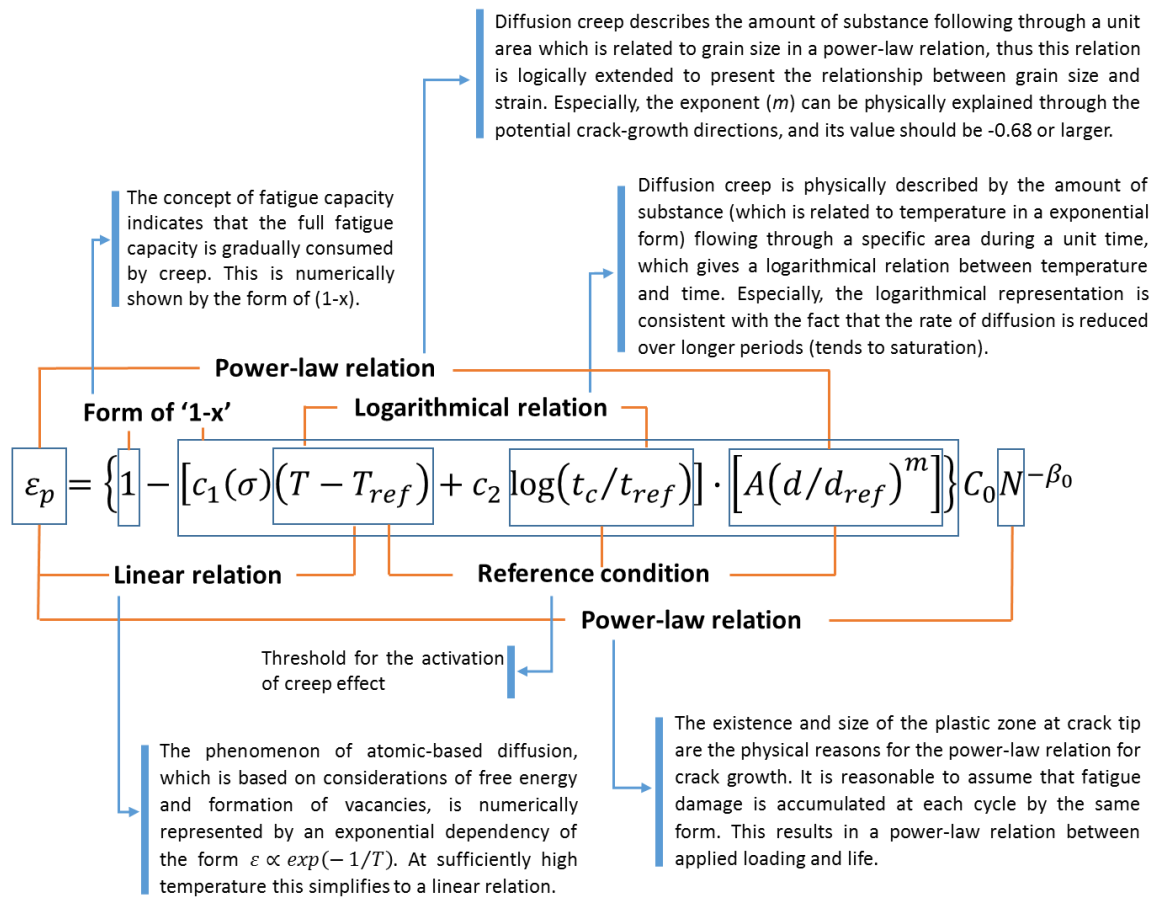 Diffusion creep describes the amount of substance following through a unit
area which is related to grain size in a power-law relation, thus this relation
is logically extended to present the relationship between grain size and
strain. Especially, the exponent (m) can be physically explained through the
potential crack-growth directions, and its value should be -0.68 or larger.
The concept of fatigue capacity
indicates that the full fatigue
capacity is gradually consumed
by creep. This is numerically
shown by the form of (1-x).
Diffusion creep is physically described by the amount of
substance (which is related to temperature in a exponential
form) flowing through a specific area during a unit time,
which gives a logarithmical relation between temperature
and time. Especially, the logarithmical representation is
consistent with the fact that the rate of diffusion is reduced
over longer periods (tends to saturation).
Power-law relation
Form of ‘1-x’
Logarithmical relation
ε_p = {1 − [c_1(σ)(T − T_ref) + c_2 log(t_c/t_ref)] · [A(d/d_ref)^m]} C_0 N^{−β_0}
Linear relation
Reference condition
Power-law relation
Threshold for the activation
of creep effect
The phenomenon of atomic-based diffusion,
which is based on considerations of free energy
and formation of vacancies, is numerically
represented by an exponential dependency of
the form ε ∝ exp(− 1/T). At sufficiently high
temperature this simplifies to a linear relation.
The existence and size of the plastic zone at crack tip
are the physical reasons for the power-law relation for
crack growth. It is reasonable to assume that fatigue
damage is accumulated at each cycle by the same
form. This results in a power-law relation between
applied loading and life.